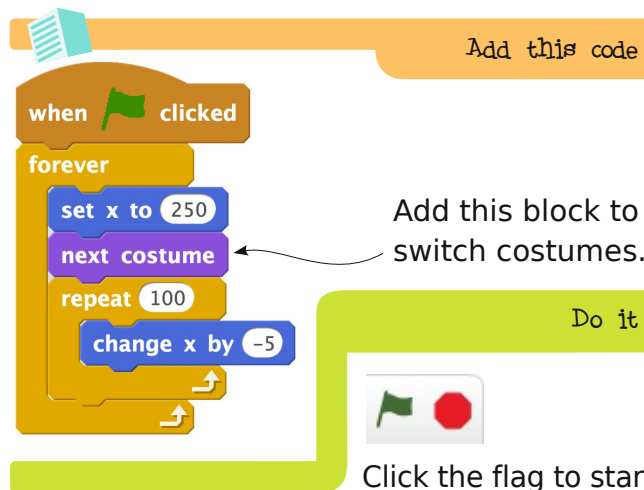 Add this code
when clicked
forever
set x to 250
next costume
repeat 100
change x by -5
Add this block to
switch costumes.
Do it
Click the flag to star